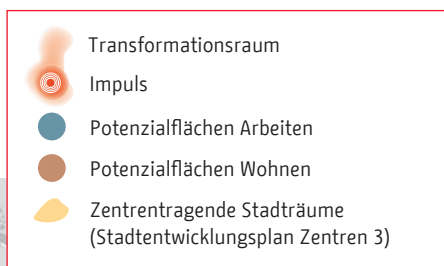 Transformationsraum
Impuls
Potenzialflächen Arbeiten
Potenzialflächen Wohnen
Zentrentragende Stadträume
(Stadtentwicklungsplan Zentren 3)